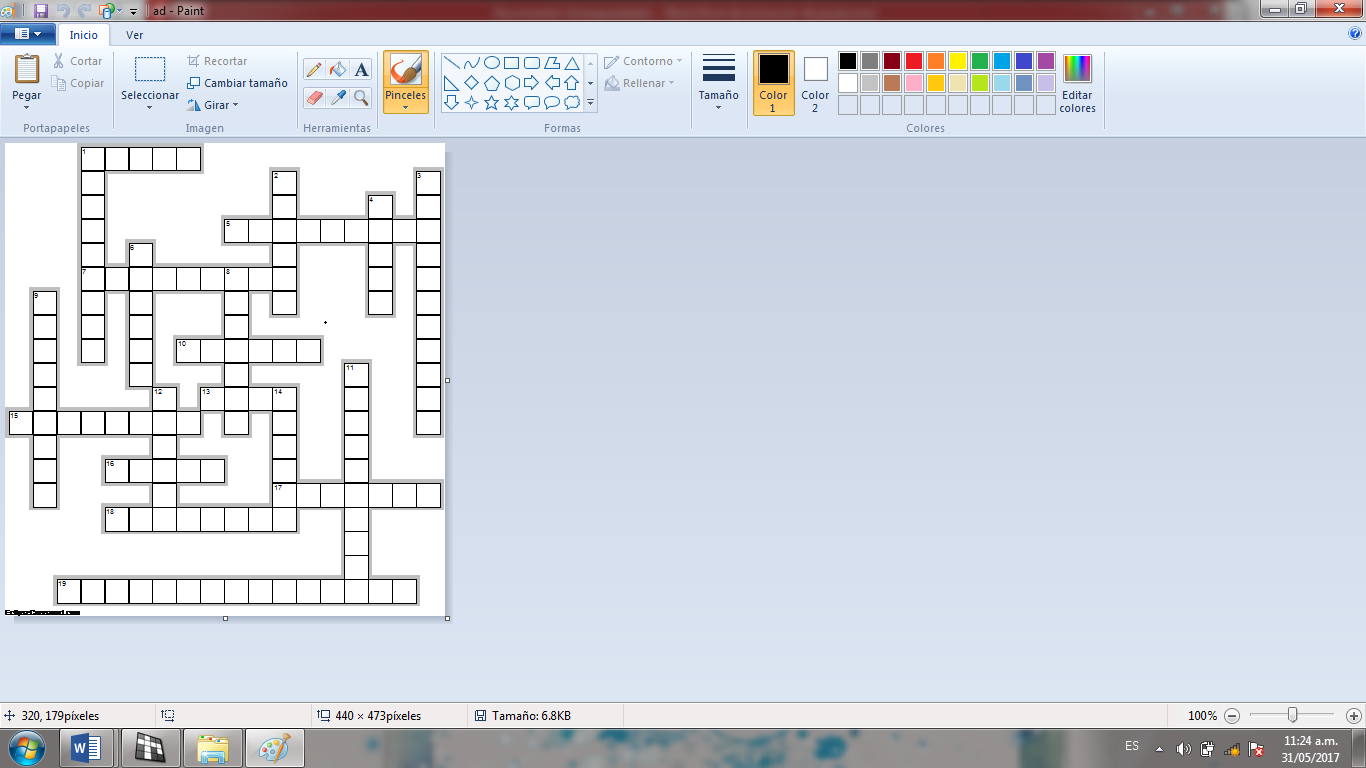 ad - Paint
Inicio
Ver
Pegar
Cortar
Copiar
Portapapeles
Seleccionar
Recortar
Cambiar tamaño
Girar
Imagen
A
Herramientas
Pinceles
Contorno
Rellenar
Formas
Tamaño
Color 1
Color 2
Editar colores
Colores
1
2
3
4
5
6
7
8
9
10
11
12
13
14
15
16
17
18
19
EclipseCrossword.com
320, 179píxeles
440 × 473píxeles
Tamaño: 6.8KB
100%
W
ES
11:24 a.m.
31/05/2017